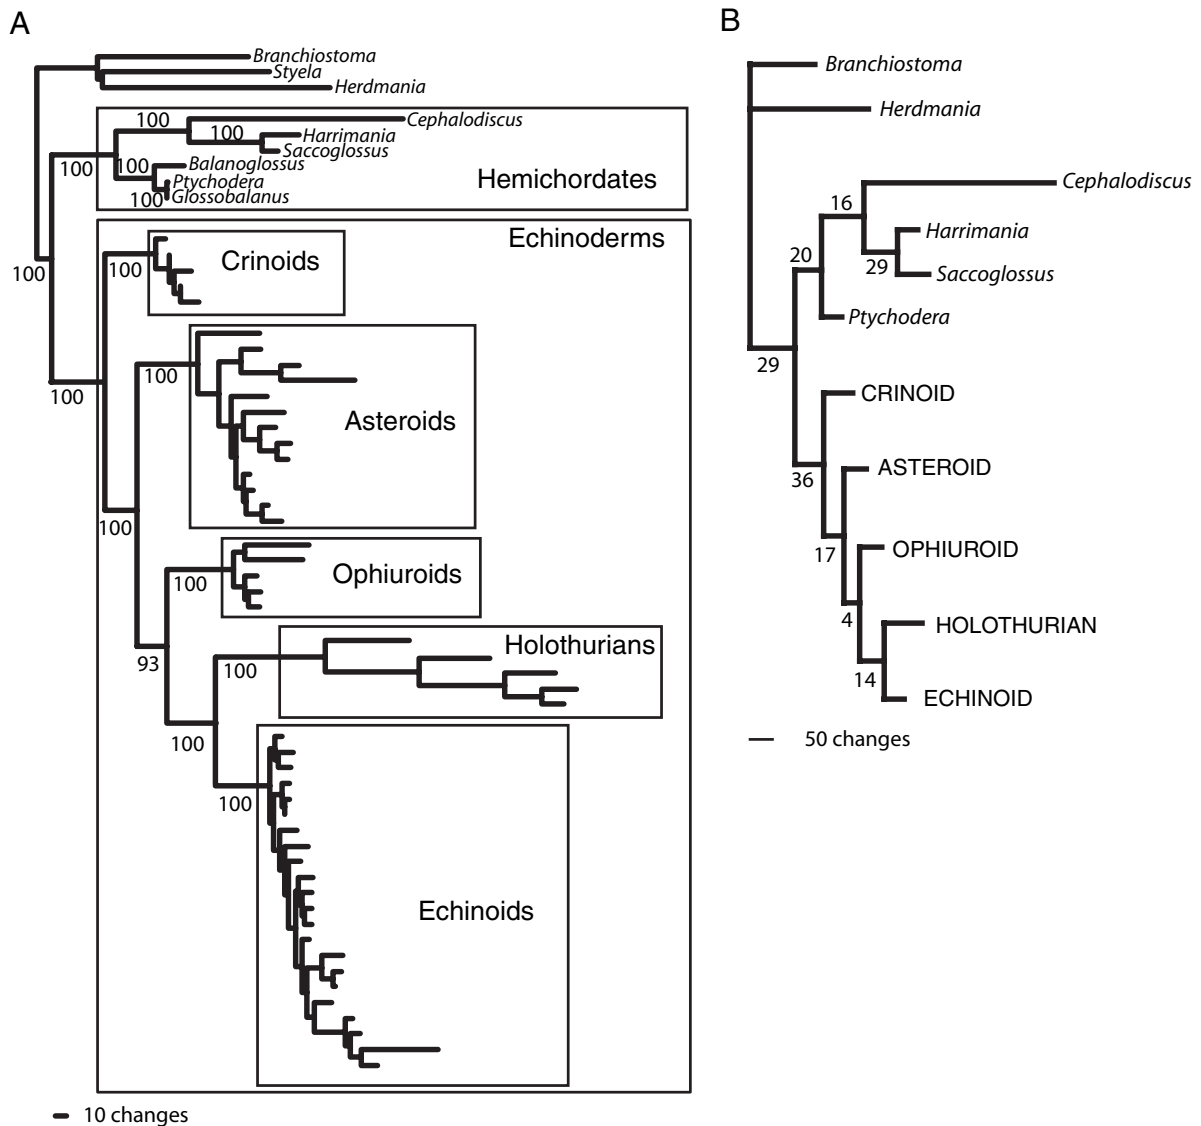 A
Branchiostoma
Styela
Herdmania
100
Cephalodiscus
100
Harrimania
Saccoglossus
100
100
Balanoglossus
Ptychodera
100
Glossobalanus
Hemichordates
Echinoderms
100
100
Crinoids
100
100
Asteroids
100
100
Ophiuroids
93
100
Holothurians
100
100
Echinoids
10 changes
B
Branchiostoma
Herdmania
16
Cephalodiscus
Harrimania
20
29
Saccoglossus
Ptychodera
29
CRINOID
36
ASTEROID
17
OPHIUROID
4
HOLOTHURIAN
14
ECHINOID
50 changes